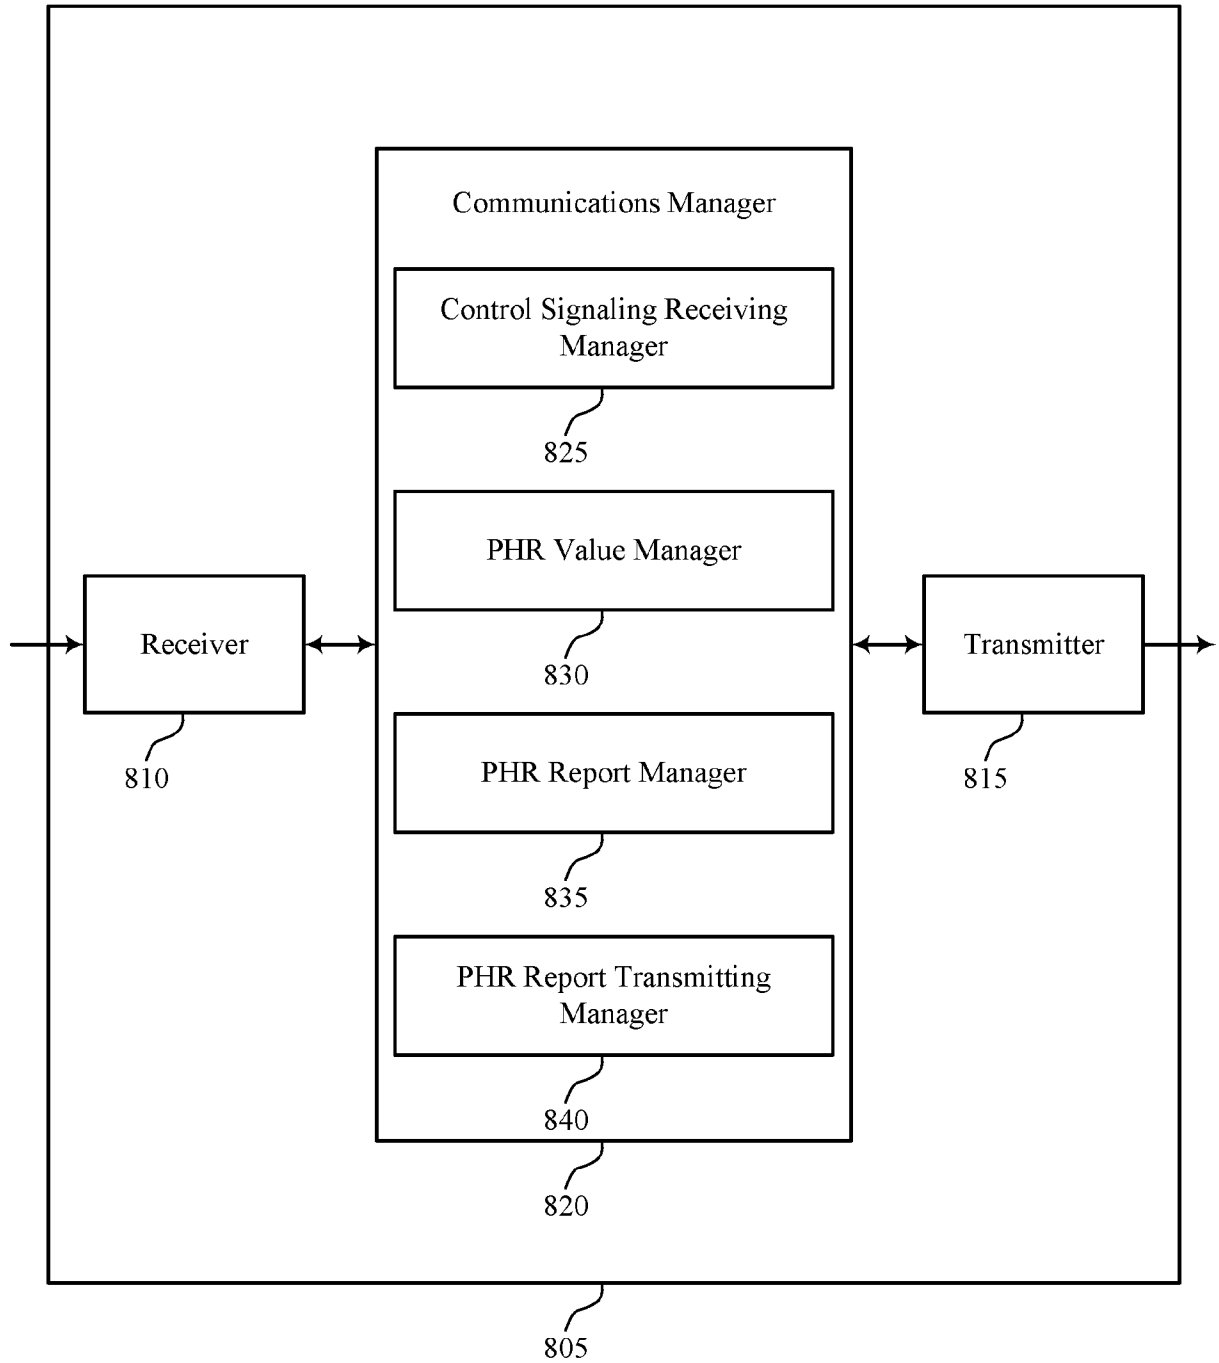 Communications Manager
Control Signaling Receiving
Manager
825
PHR Value Manager
830
Receiver
810
Transmitter
815
PHR Report Manager
835
PHR Report Transmitting
Manager
840
820
805